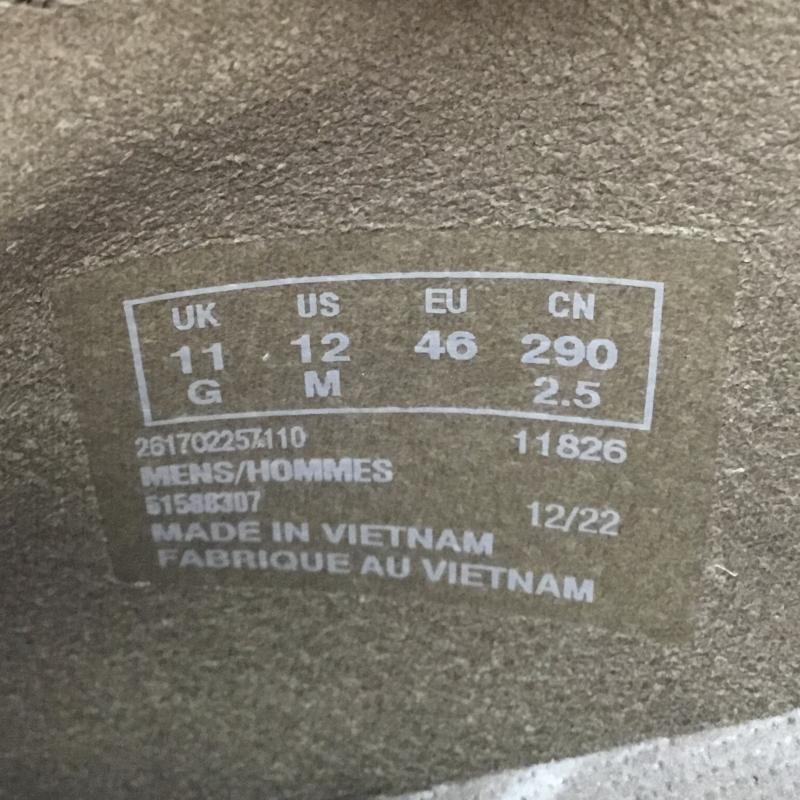 UK US EU CN
11 12 46 290
G M 2.5
261702257110 11826
MENS/HOMMES
61588307 12/22
MADE IN VIETNAM
FABRIQUE AU VIETNAM